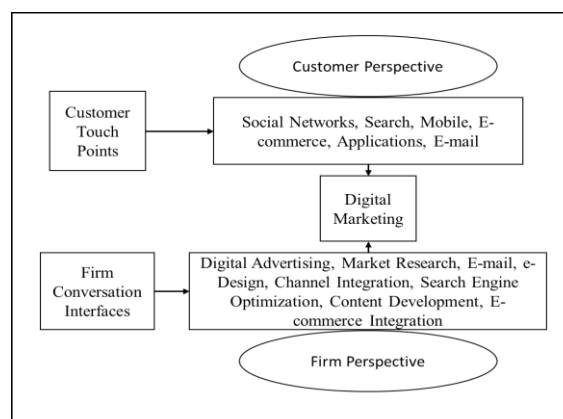 Customer Perspective
Customer
Touch
Points
Social Networks, Search, Mobile, E-
commerce, Applications, E-mail
Digital
Marketing
Firm
Conversation
Interfaces
Digital Advertising, Market Research, E-mail, e-
Design, Channel Integration, Search Engine
Optimization, Content Development, E-
commerce Integration
Firm Perspective